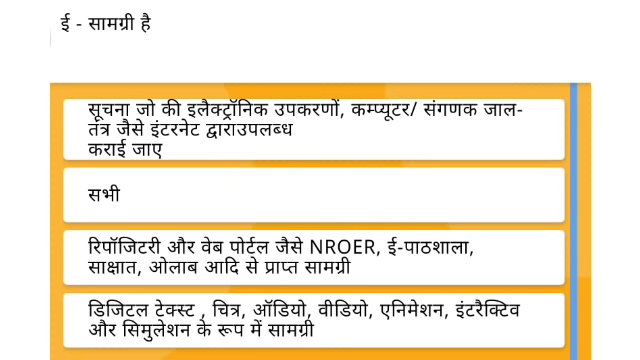 ई - सामग्री है
सूचना जो की इलैक्ट्रॉनिक उपकरणों, कम्प्यूटर/ संगणक जाल-
तंत्र जैसे इंटरनेट द्वाराउपलब्ध
कराई जाए
सभी
रिपॉजिटरी और वेब पोर्टल जैसे NROER, ई-पाठशाला,
साक्षात, ओलाब आदि से प्राप्त सामग्री
डिजिटल टेक्स्ट , चित्र, ऑडियो, वीडियो, एनिमेशन, इंटरैक्टिव
और सिमुलेशन के रूप में सामग्री